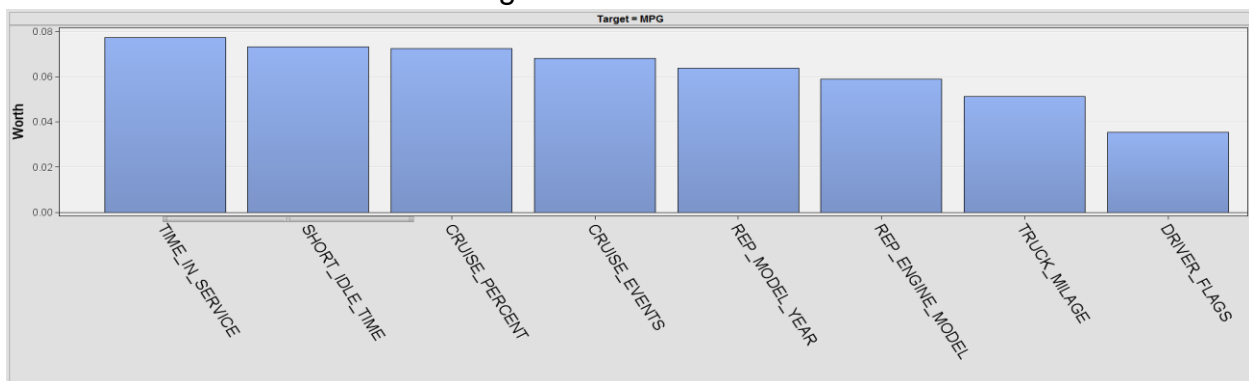 Target = MPG
Worth
0.08
0.06
0.04
0.02
0.00
TIME_IN_SERVICE
SHORT_IDLE_TIME
CRUISE_PERCENT
CRUISE_EVENTS
REP_MODEL_YEAR
REP_ENGINE_MODEL
TRUCK_MILAGE
DRIVER_FLAGS